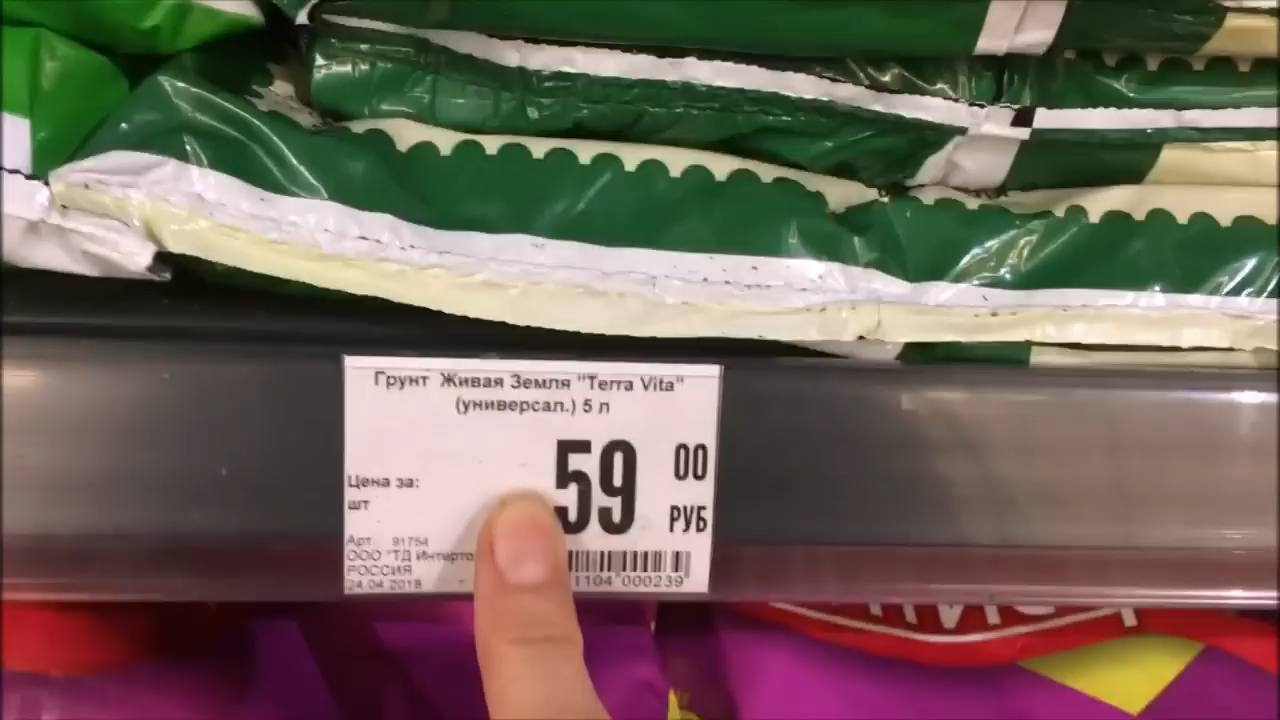 Грунт Живая Земля "Terra Vita"
(универсал.) 5 л
59 00
РУБ
Цена за:
шт
Арт 91754
ООО "ТД
РОССИЯ
24.04.2018
1104 000239